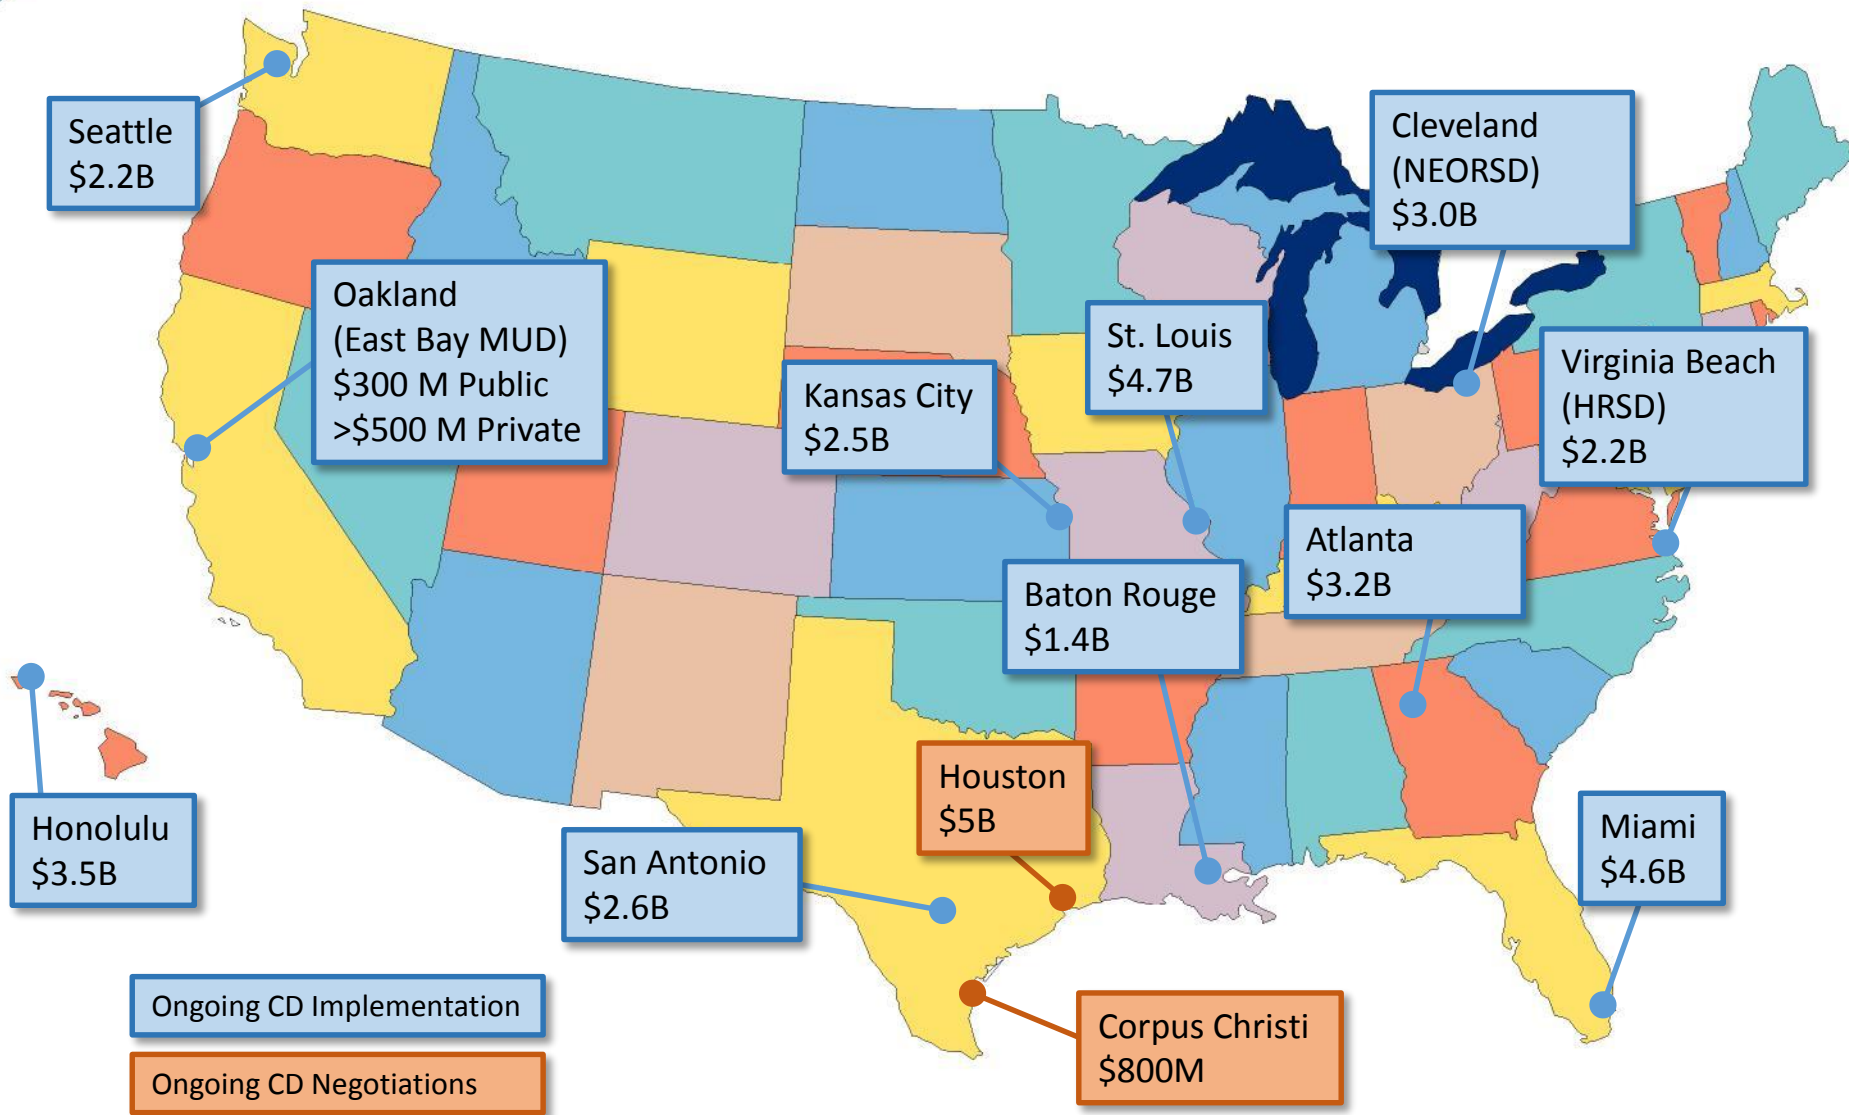 Seattle
$2.2B
Cleveland
(NEORSD)
$3.0B
Oakland
(East Bay MUD)
$300 M Public
>$500 M Private
St. Louis
$4.7B
Virginia Beach
(HRSD)
$2.2B
Kansas City
$2.5B
Atlanta
$3.2B
Baton Rouge
$1.4B
Houston
$5B
Honolulu
$3.5B
San Antonio
$2.6B
Miami
$4.6B
Corpus Christi
$800M
Ongoing CD Implementation
Ongoing CD Negotiations